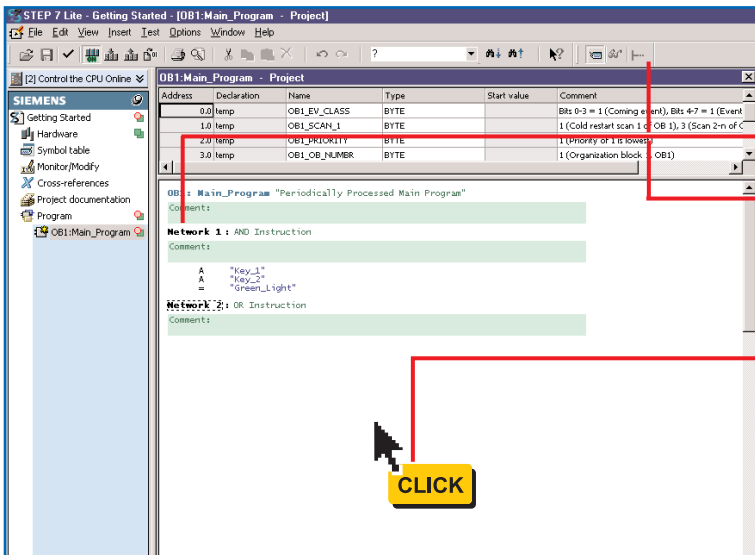 STEP 7 Lite - Getting Started - [OB1:Main_Program - Project]
File Edit View Insert Test Options Window Help
?
[2] Control the CPU Online
OB1:Main_Program - Project
SIEMENS
Getting Started
Hardware
Symbol table
Monitor/Modify
Cross-references
Project documentation
Program
OB1:Main_Program
Address Declaration Name Type Start value Comment
0.0 temp OB1_EV_CLASS BYTE Bits 0-3 = 1 (Coming event), Bits 4-7 = 1 (Event
1.0 temp OB1_SCAN_1 BYTE 1 (Cold restart scan 1 of OB 1), 3 (Scan 2-n of O
2.0 temp OB1_PRIORITY BYTE 1 (Priority of 1 is lowest)
3.0 temp OB1_OB_NUMBR BYTE 1 (Organization block 1, OB1)
OB1: Main_Program "Periodically Processed Main Program"
Comment:
Network 1: AND Instruction
Comment:
A "Key_1"
A "Key_2"
= "Green_Light"
Network 2: OR Instruction
Comment:
CLICK